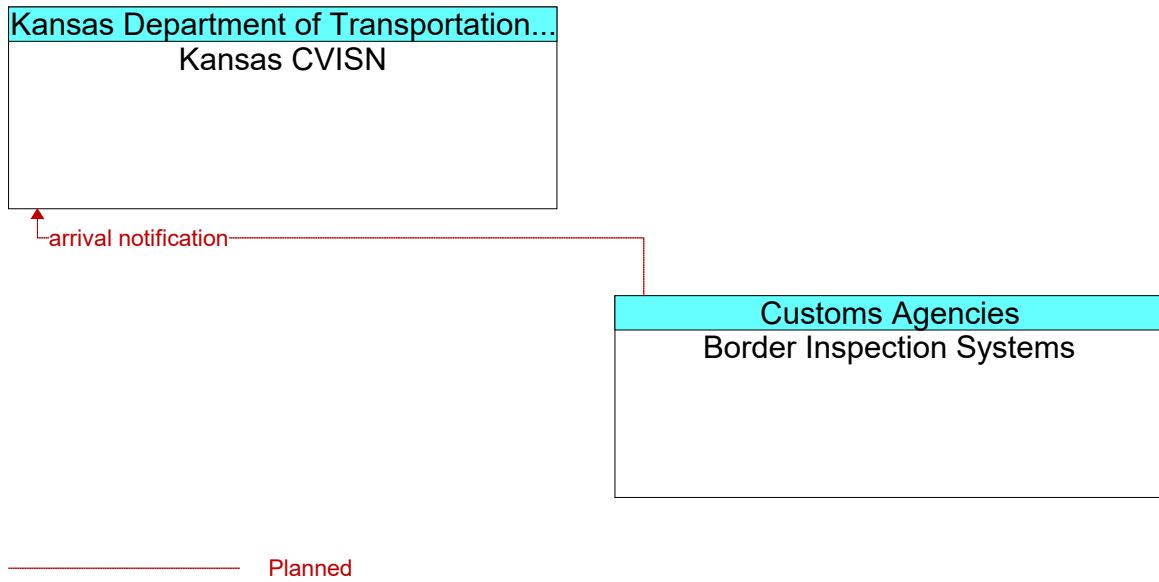 Kansas Department of Transportation...
Kansas CVISN
arrival notification
Customs Agencies
Border Inspection Systems
Planned